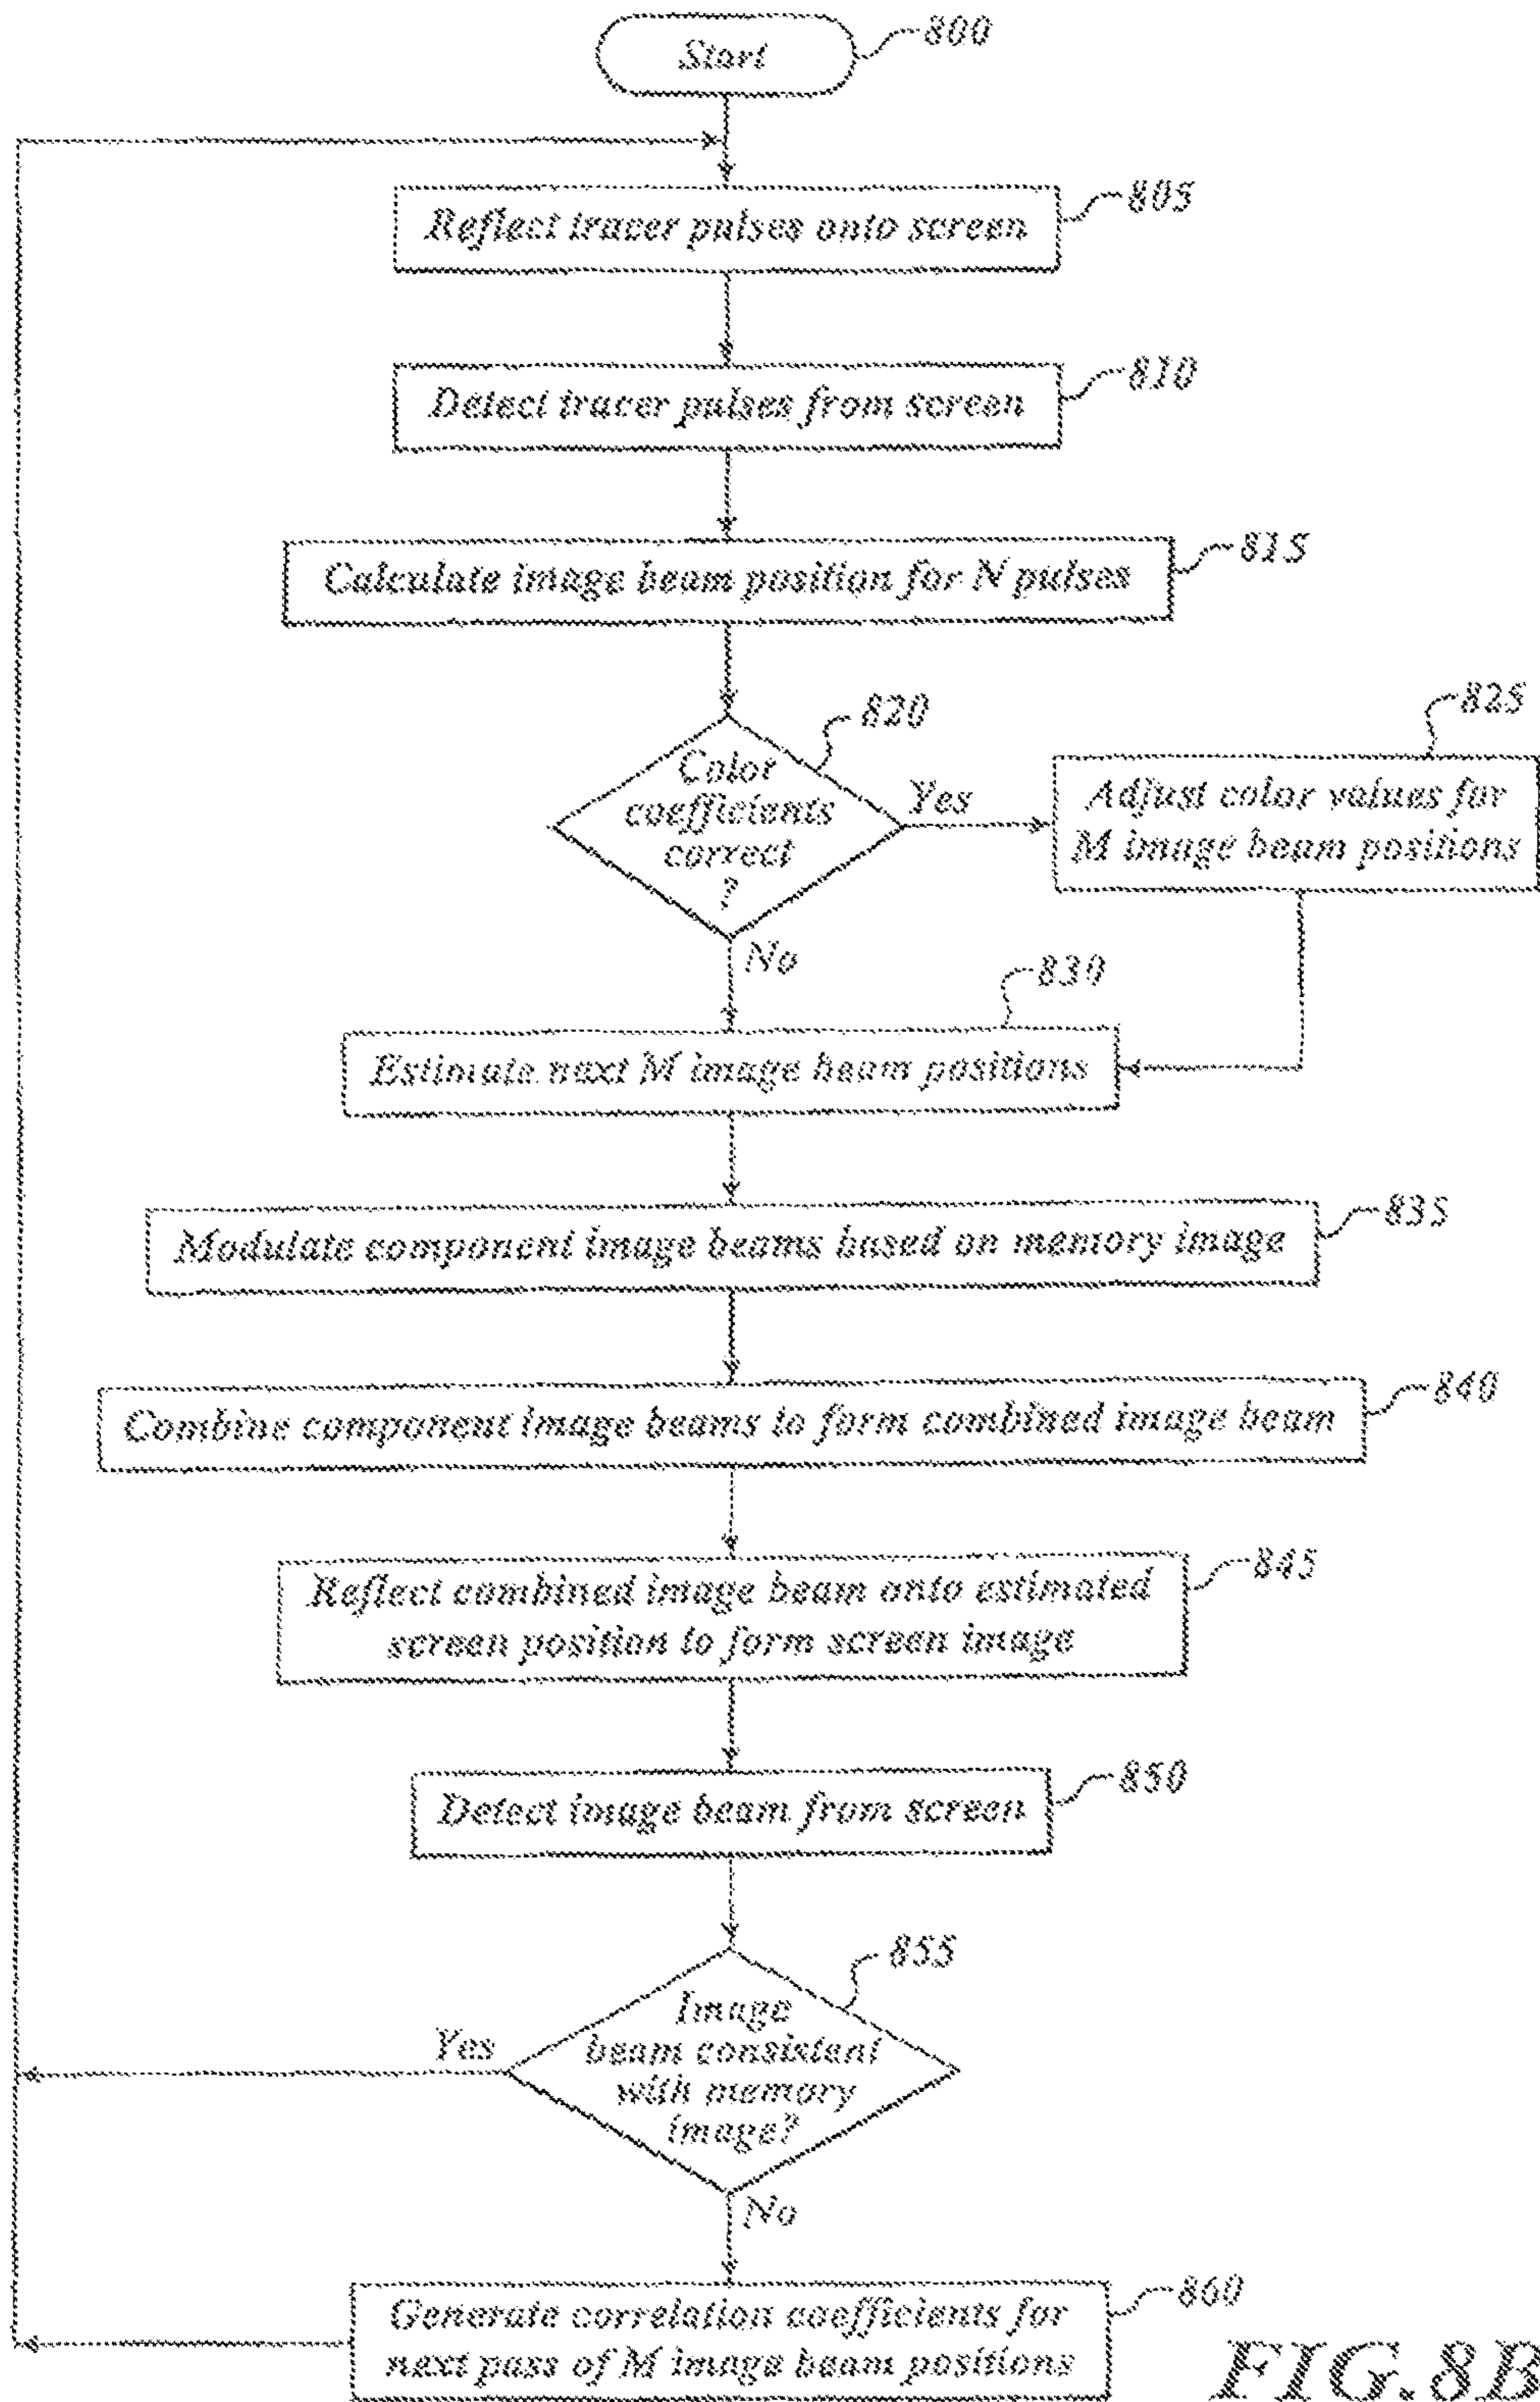 Start
800
Reflect tracer pulses onto screen
805
Detect tracer pulses from screen
810
Calculate image beam position for N pulses
815
820
Color
coefficients
correct
?
Yes
825
Adjust color values for
M image beam positions
No
830
Estimate next M image beam positions
835
Modulate component image beams based on memory image
840
Combine component image beams to form combined image beam
845
Reflect combined image beam onto estimated
screen position to form screen image
850
Detect image beam from screen
855
Image
beam consistent
with memory
image?
Yes
No
860
Generate correlation coefficients for
next pass of M image beam positions
FIG.8B